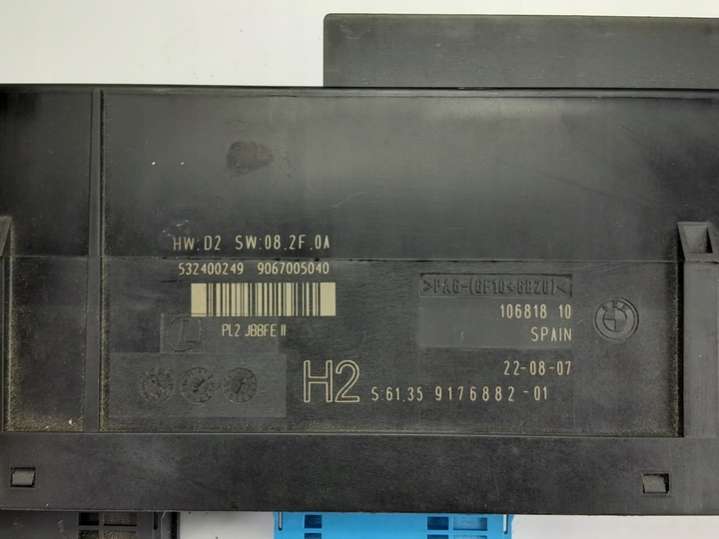 HW:D2 SW:08.2F.0A
532400249 9067005040
PL2 JBBFE II
>PA6-(GF10+GB20)<
106818 10
SPAIN
22-08-07
H2 S:61.35 9176882-01